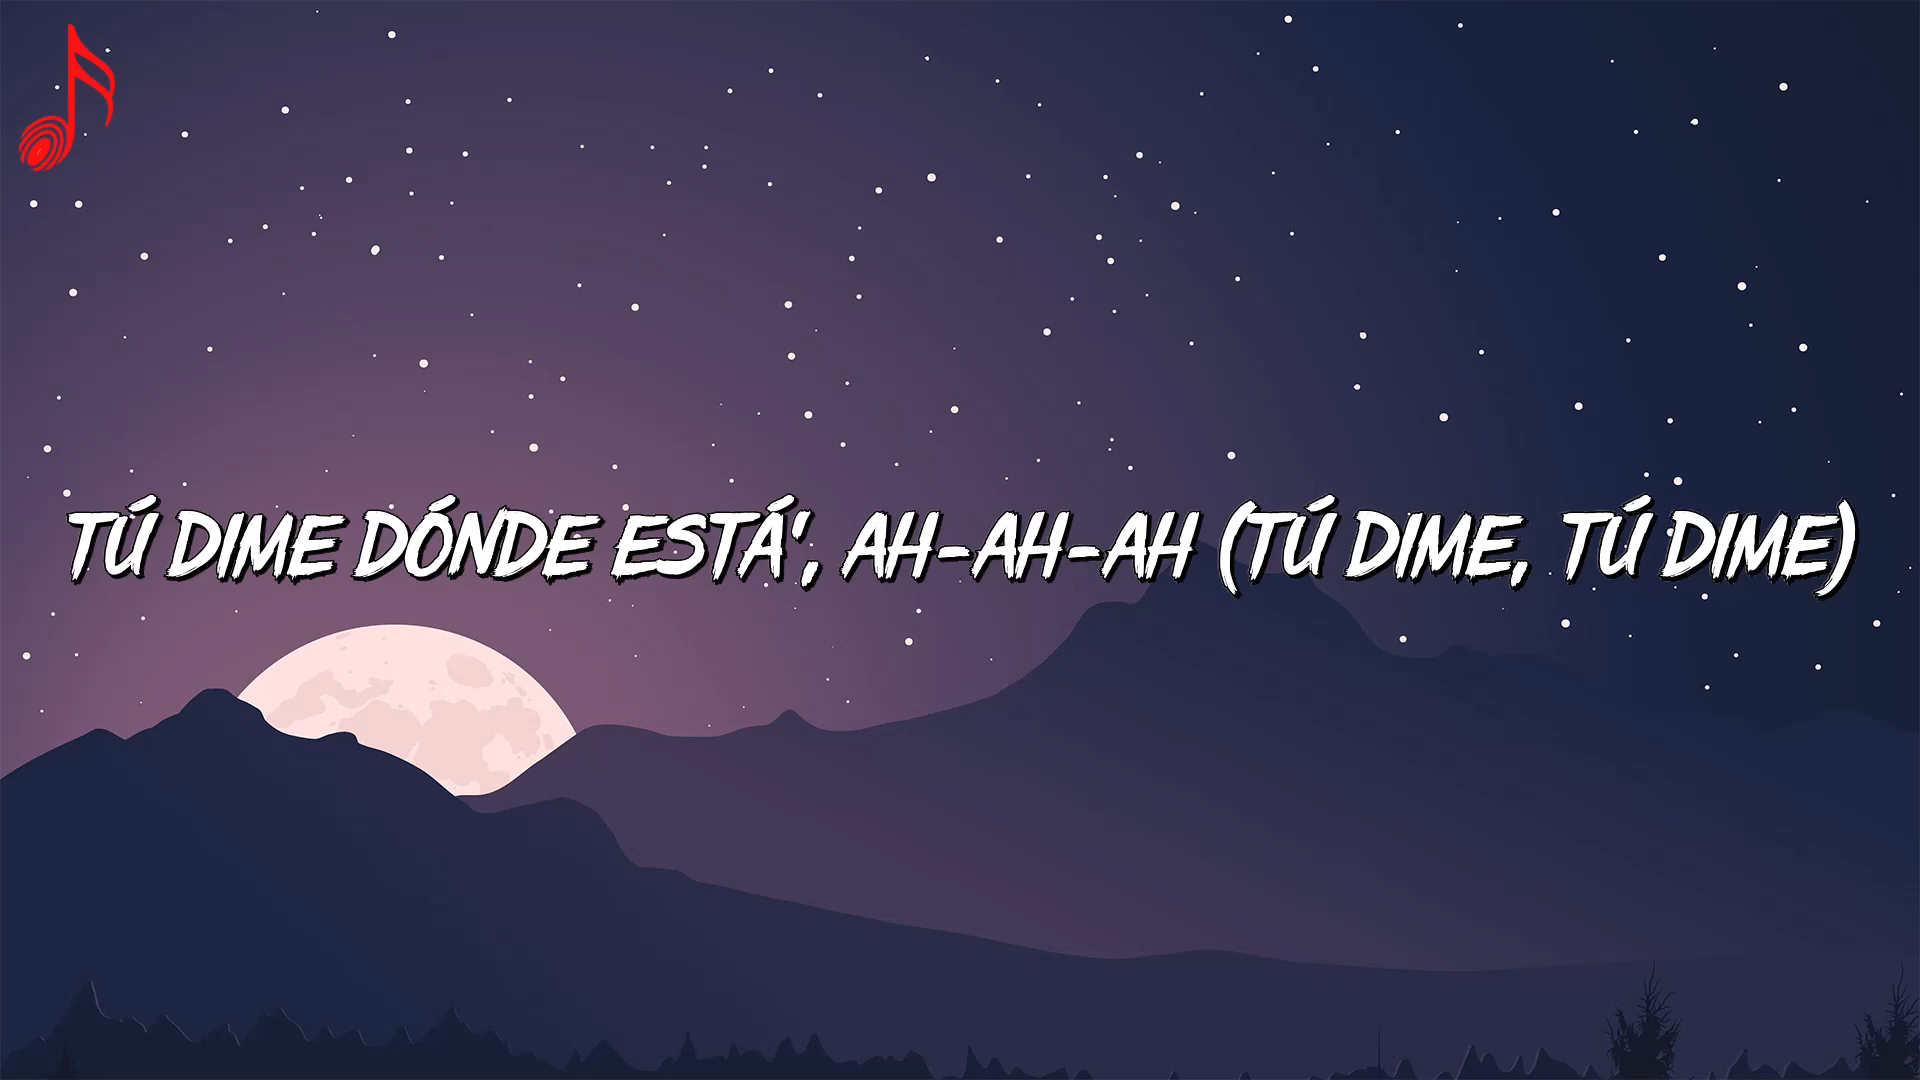 TÚ DIME DÓNDE ESTÁ', AH-AH-AH (TÚ DIME, TÚ DIME)